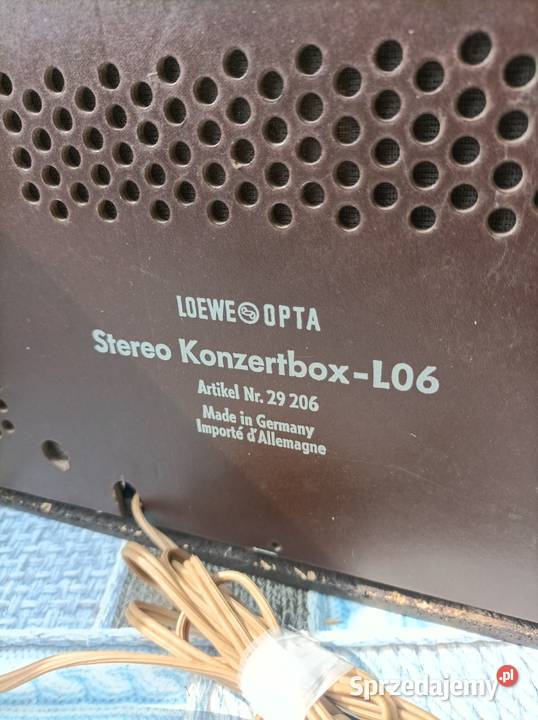 LOEWE OPTA
Stereo Konzertbox-L06
Artikel Nr. 29 206
Made in Germany
Importé d'Allemagne
Sprzedajemy.pl